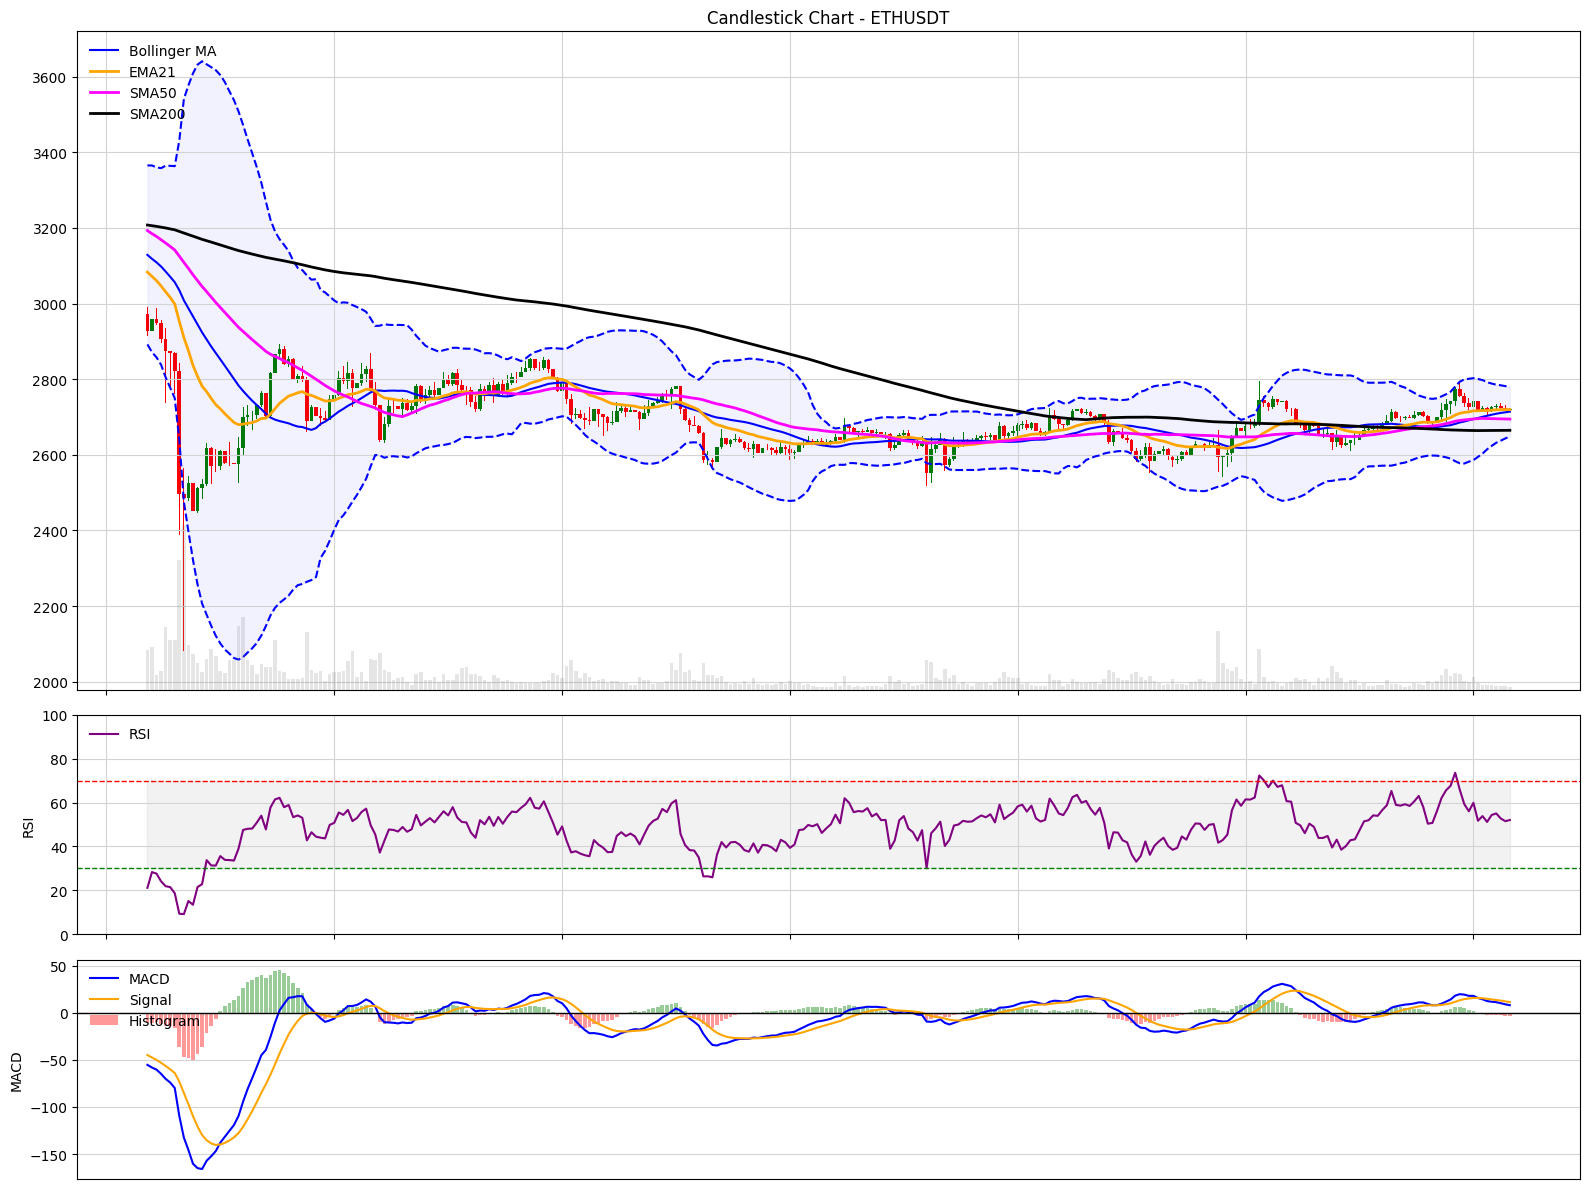 Candlestick Chart - ETHUSDT
Bollinger MA
EMA21
SMA50
SMA200
3600
3400
3200
3000
2800
2600
2400
2200
2000
RSI
100
80
60
40
20
0
RSI
MACD
Signal
Histogram
50
0
−50
−100
−150
MACD